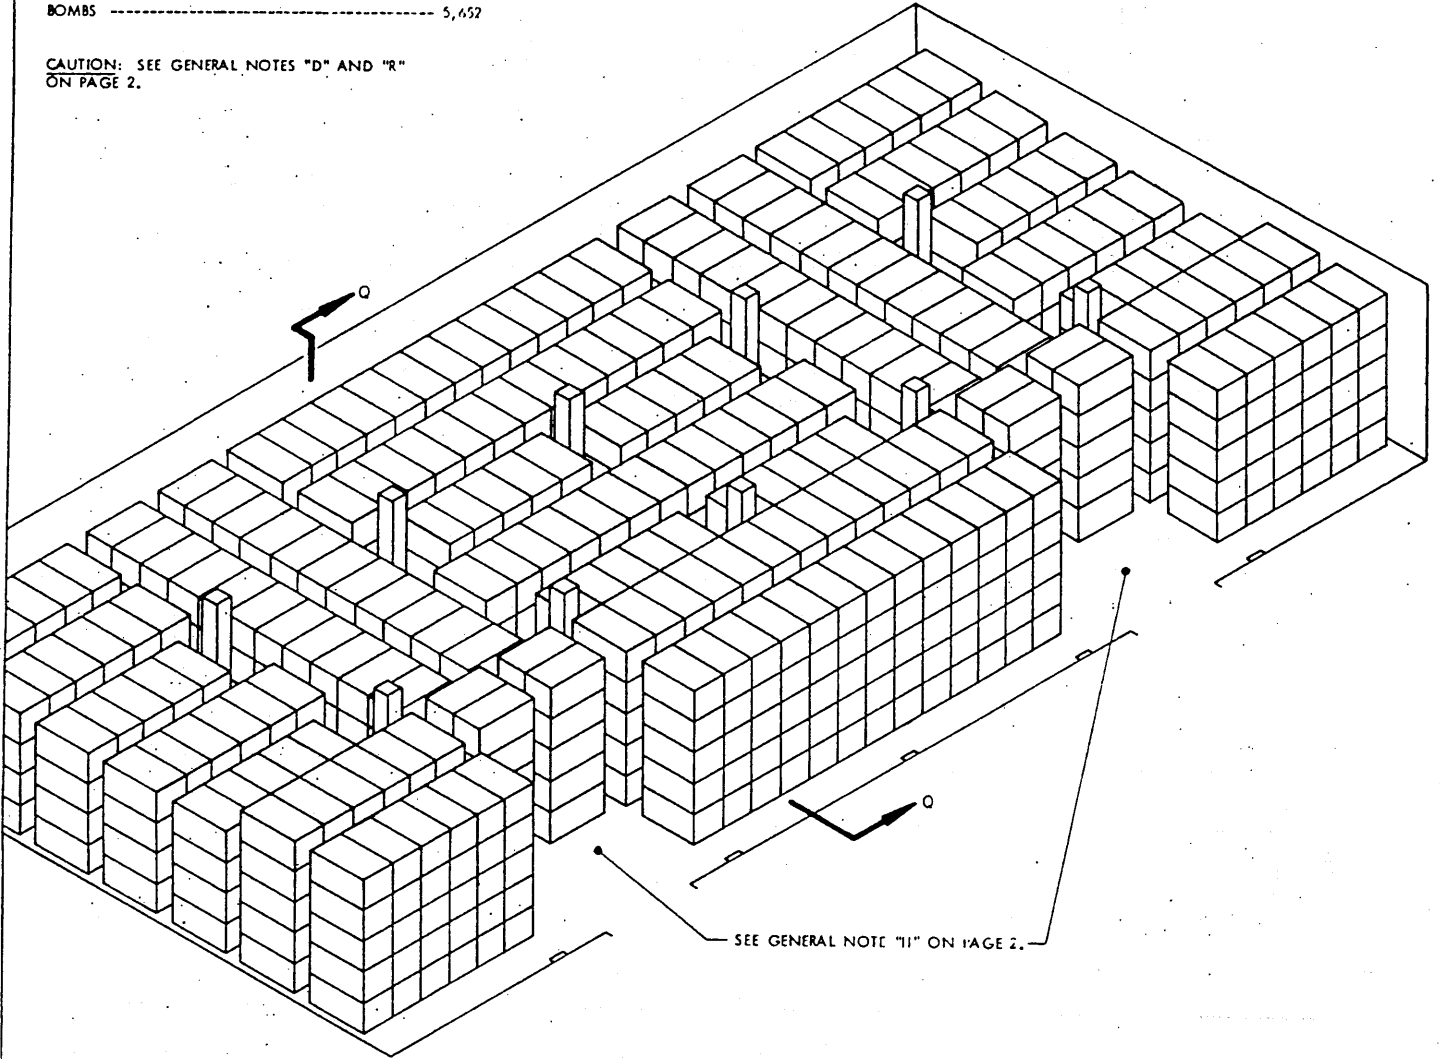 BOMBS ------------------------------------ 5,652
CAUTION: SEE GENERAL NOTES "D" AND "R"
ON PAGE 2.
Q
Q
SEE GENERAL NOTE "H" ON PAGE 2.